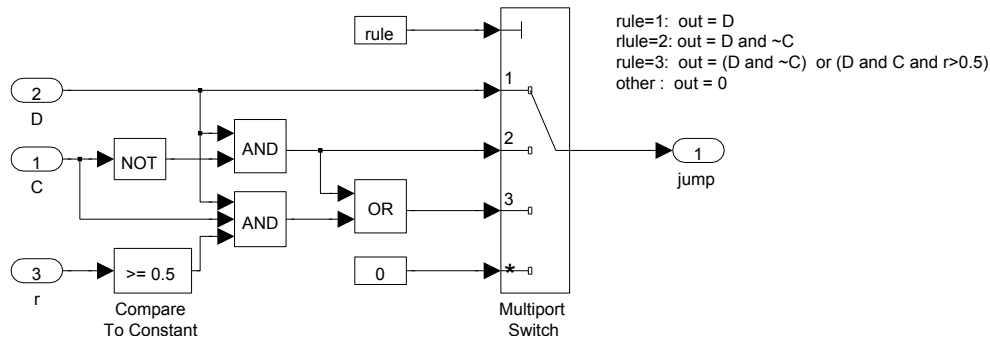 rule
rule=1: out = D
rlule=2: out = D and ~C
rule=3: out = (D and ~C) or (D and C and r>0.5)
other : out = 0
2
D
1
1
C
NOT
AND
2
1
jump
AND
OR
3
3
r
>= 0.5
0
*
Compare
To Constant
Multiport
Switch